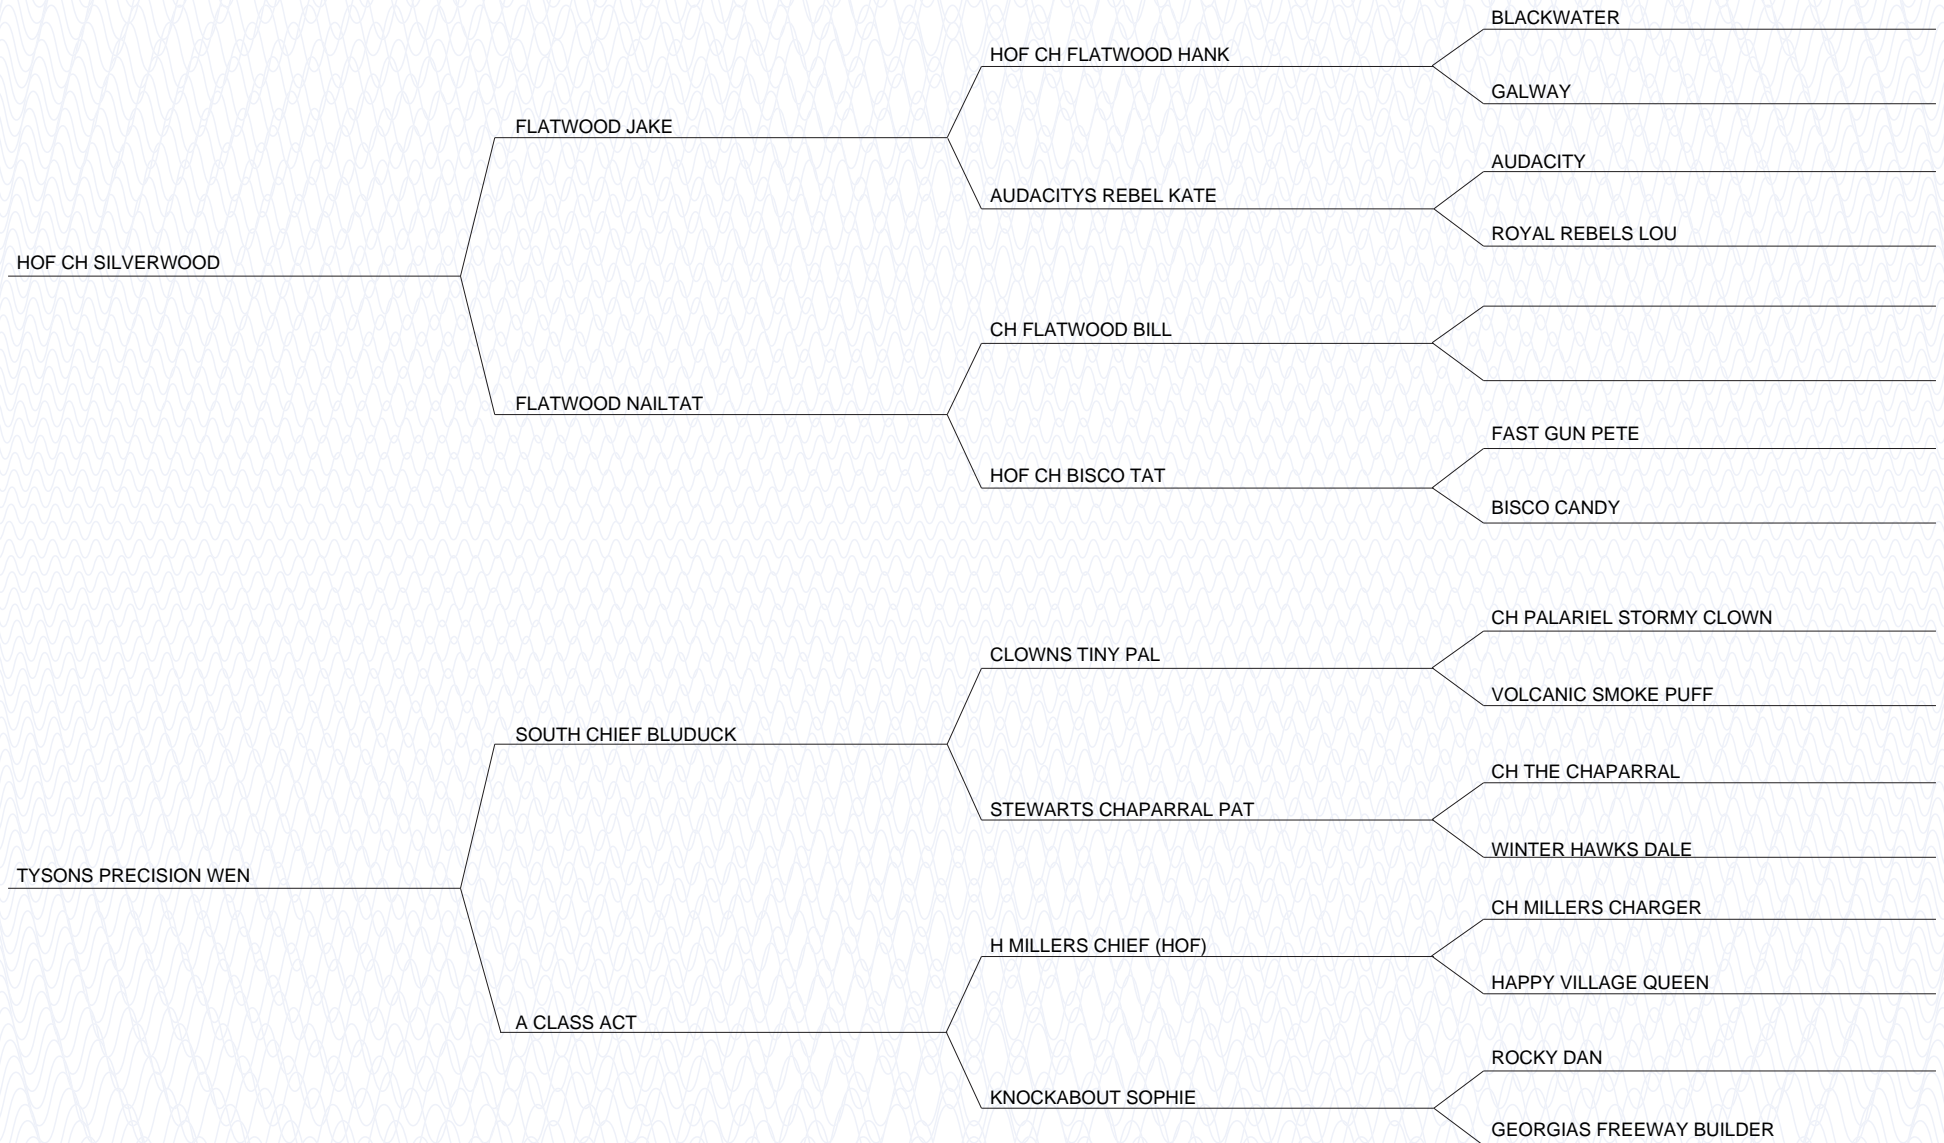 BLACKWATER
HOF CH FLATWOOD HANK
GALWAY
FLATWOOD JAKE
AUDACITY
AUDACITYS REBEL KATE
ROYAL REBELS LOU
HOF CH SILVERWOOD
CH FLATWOOD BILL
FLATWOOD NAILTAT
FAST GUN PETE
HOF CH BISCO TAT
BISCO CANDY
CH PALARIEL STORMY CLOWN
CLOWNS TINY PAL
VOLCANIC SMOKE PUFF
SOUTH CHIEF BLUDUCK
CH THE CHAPARRAL
STEWARTS CHAPARRAL PAT
WINTER HAWKS DALE
TYSONS PRECISION WEN
CH MILLERS CHARGER
H MILLERS CHIEF (HOF)
HAPPY VILLAGE QUEEN
A CLASS ACT
ROCKY DAN
KNOCKABOUT SOPHIE
GEORGIAS FREEWAY BUILDER